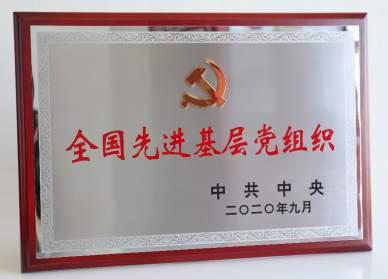 全国先进基层党组织
中共中央
二〇二〇年九月